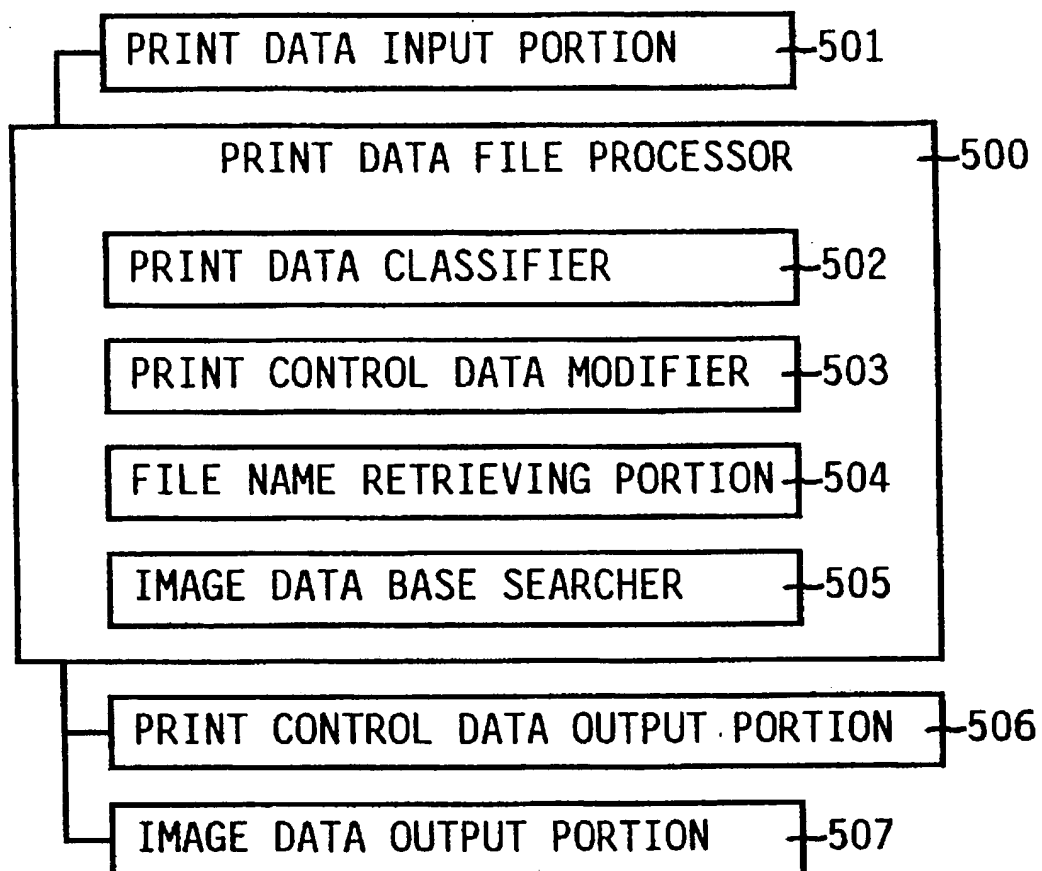 PRINT DATA INPUT PORTION 501
PRINT DATA FILE PROCESSOR 500
PRINT DATA CLASSIFIER 502
PRINT CONTROL DATA MODIFIER 503
FILE NAME RETRIEVING PORTION 504
IMAGE DATA BASE SEARCHER 505
PRINT CONTROL DATA OUTPUT PORTION 506
IMAGE DATA OUTPUT PORTION 507